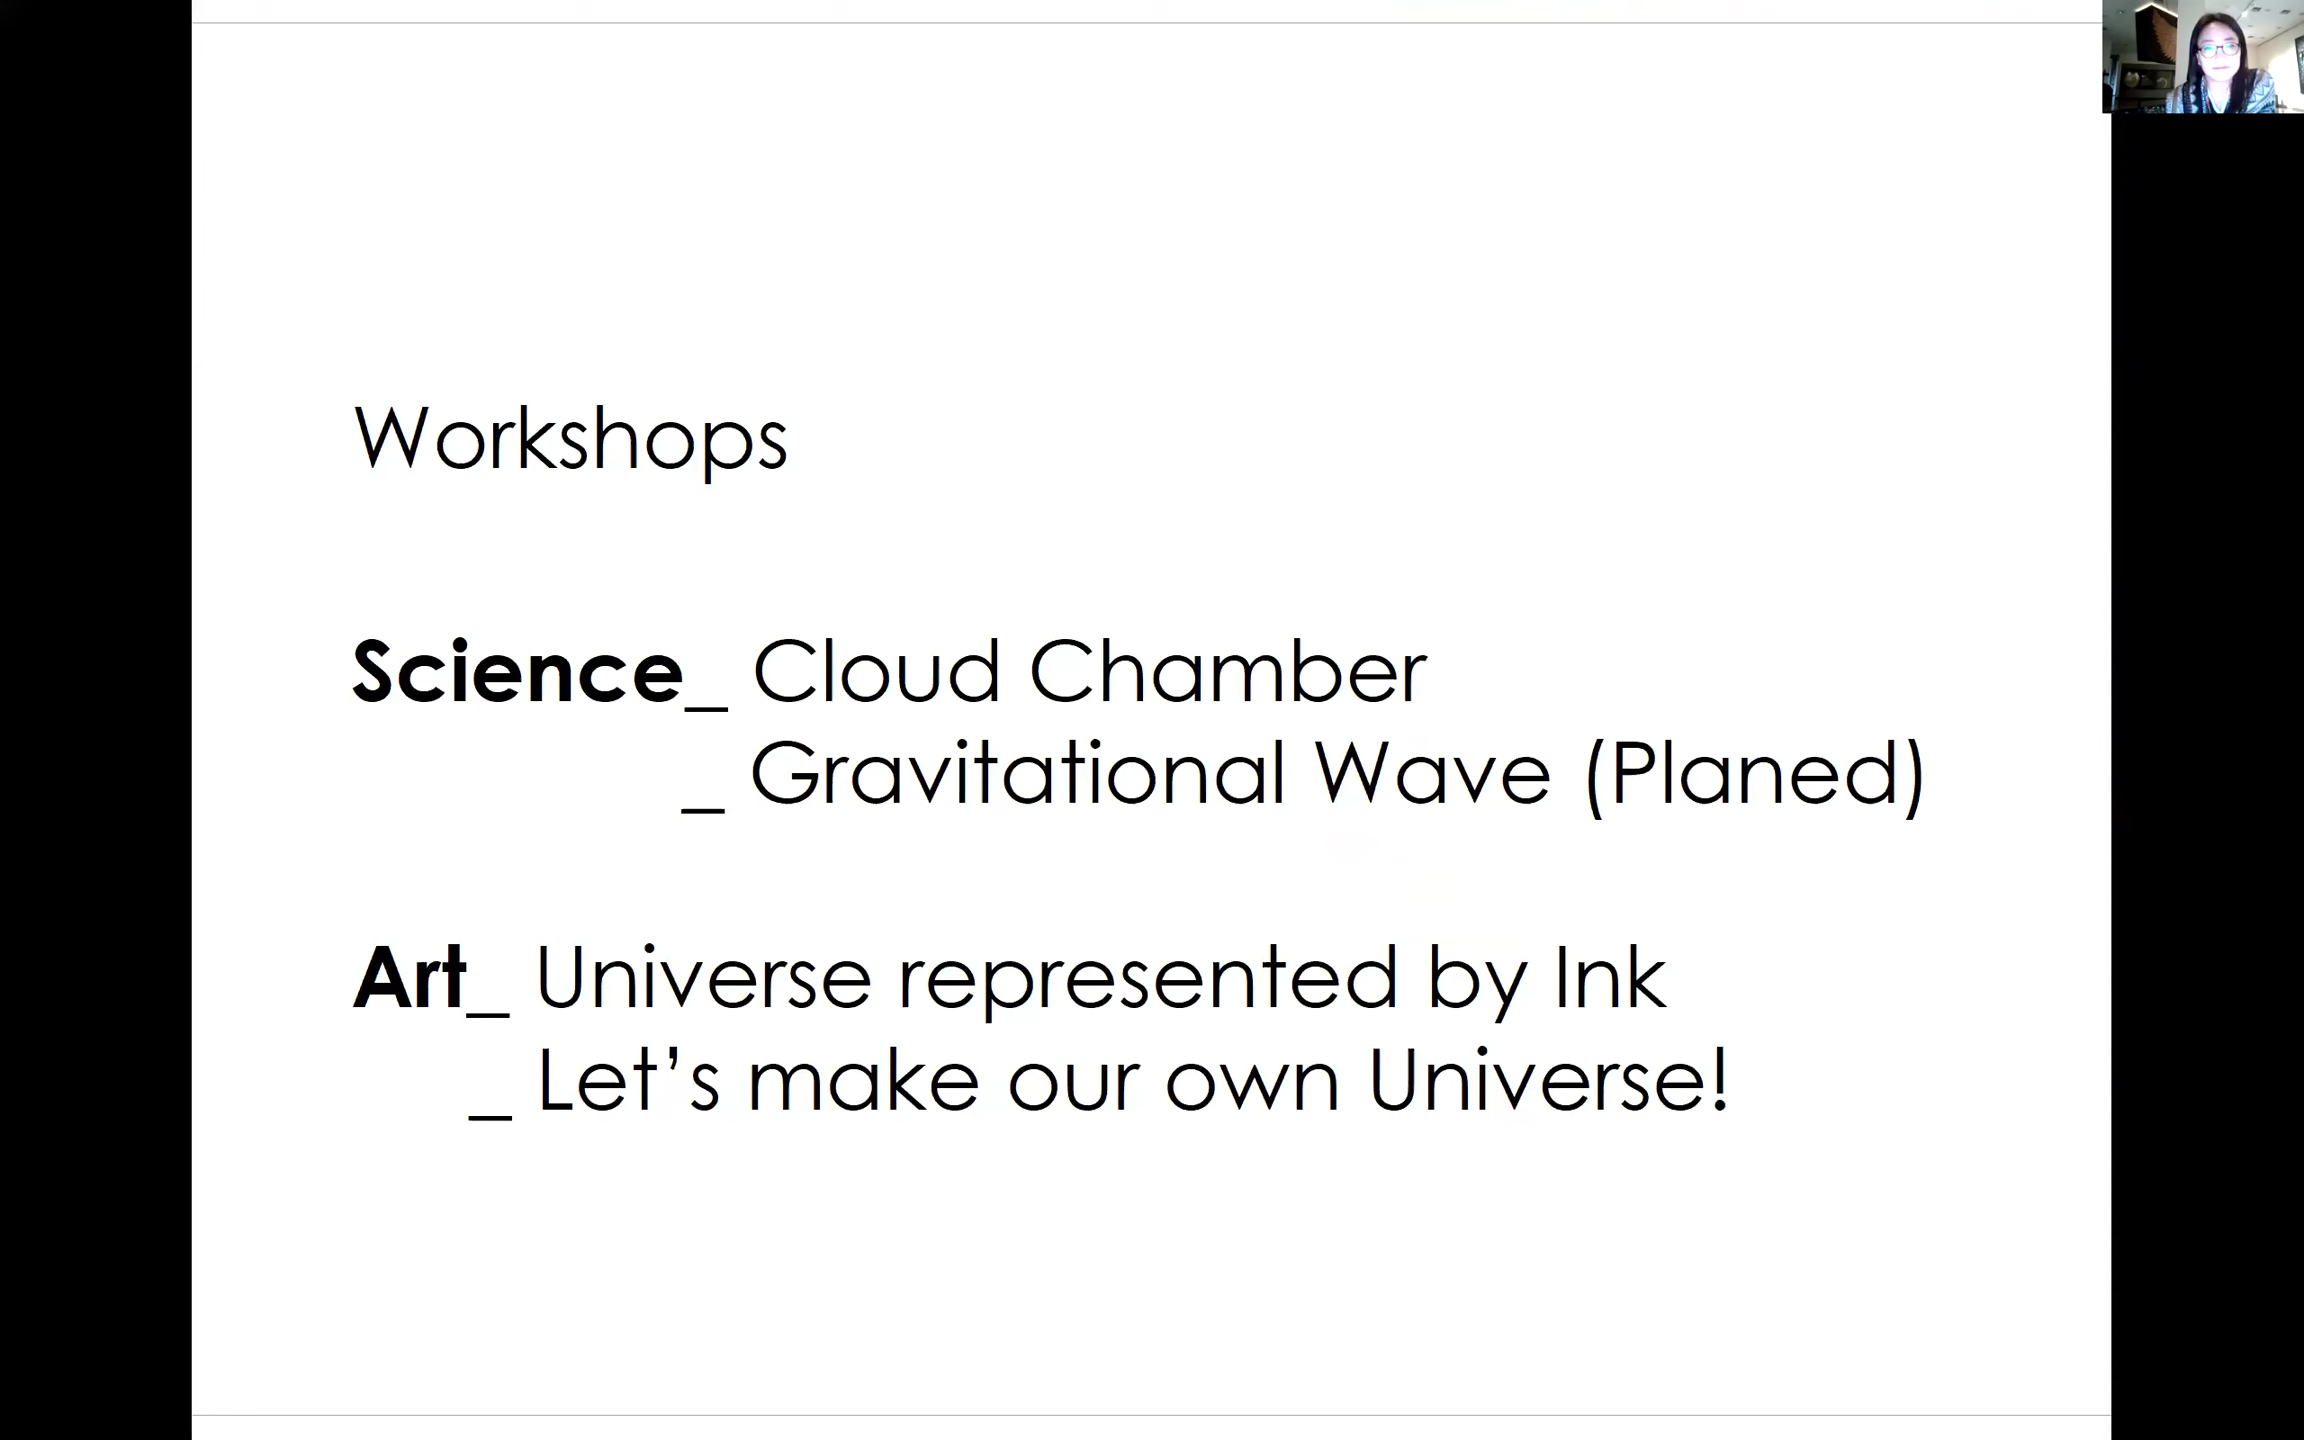 Workshops
Science_ Cloud Chamber
_ Gravitational Wave (Planed)
Art_ Universe represented by Ink
_ Let’s make our own Universe!